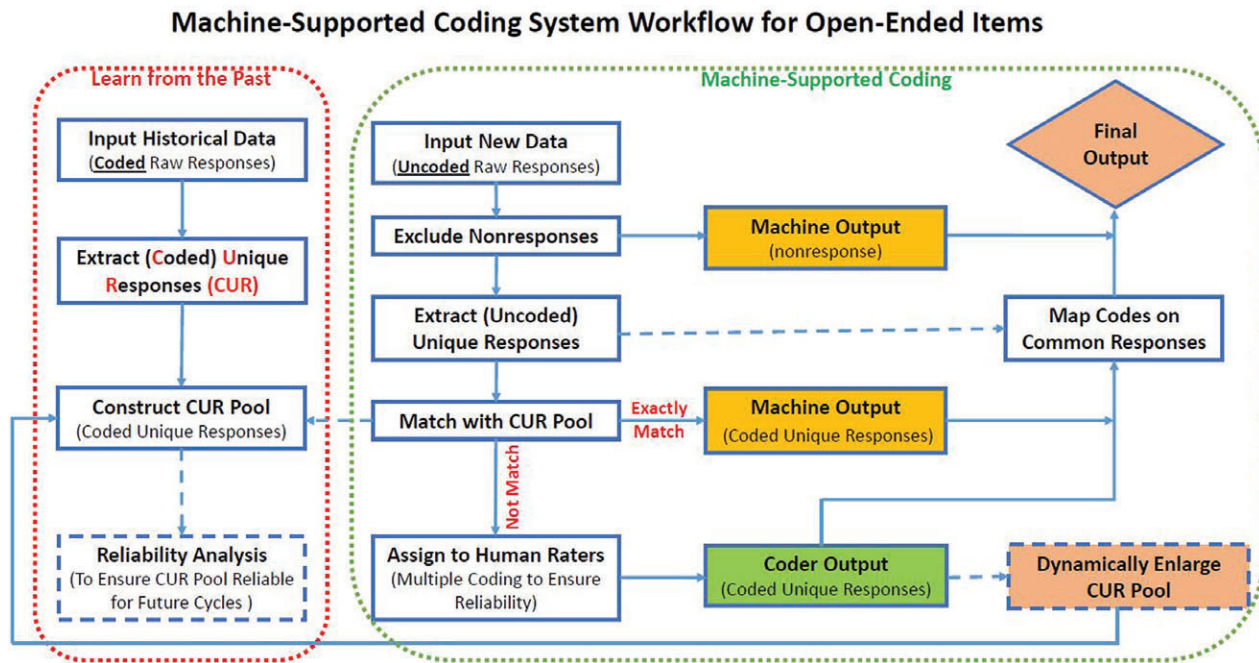 Machine-Supported Coding System Workflow for Open-Ended Items
Learn from the Past
Input Historical Data
(Coded Raw Responses)
Extract (Coded) Unique
Responses (CUR)
Construct CUR Pool
(Coded Unique Responses)
Reliability Analysis
(To Ensure CUR Pool Reliable
for Future Cycles )
Machine-Supported Coding
Input New Data
(Uncoded Raw Responses)
Exclude Nonresponses
Extract (Uncoded)
Unique Responses
Match with CUR Pool
Exactly
Match
Not Match
Assign to Human Raters
(Multiple Coding to Ensure
Reliability)
Machine Output
(nonresponse)
Machine Output
(Coded Unique Responses)
Coder Output
(Coded Unique Responses)
Final
Output
Map Codes on
Common Responses
Dynamically Enlarge
CUR Pool